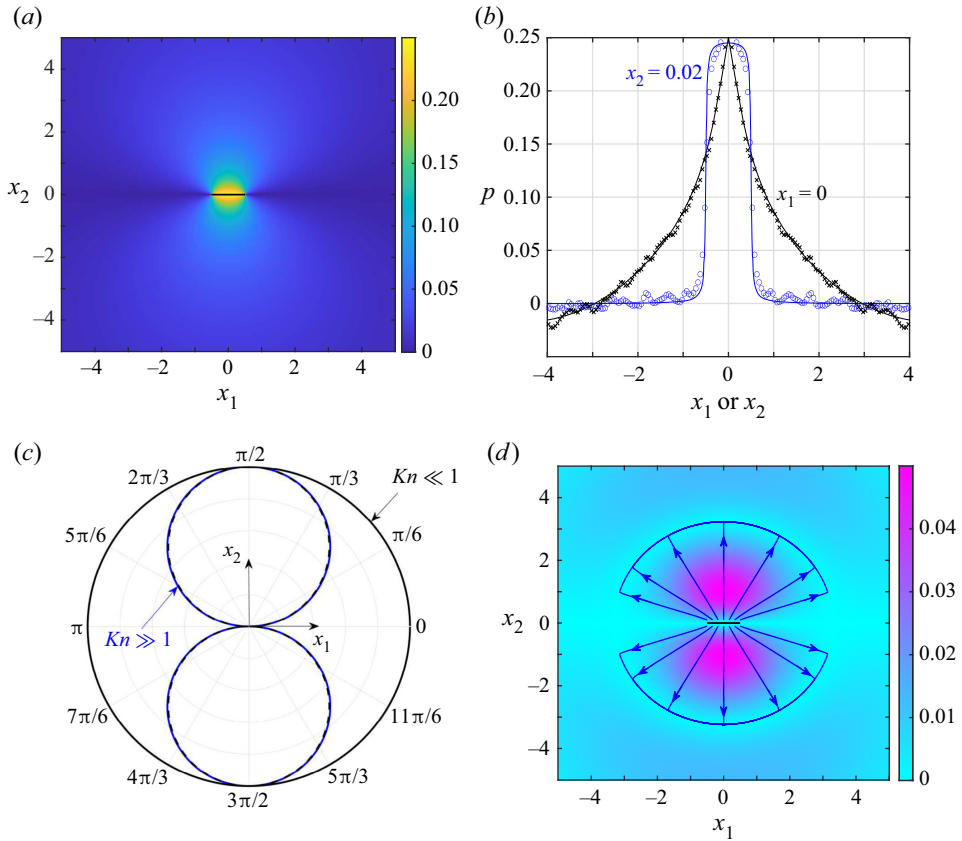 (a)
4
2
x2
0
−2
−4
−4 −2 0 2 4
x1
0.20
0.15
0.10
0.05
0
(b)
0.25
0.20
0.15
p
0.10
0.05
0
x2 = 0.02
x1 = 0
−4 −2 0 2 4
x1 or x2
(c)
π/2
2π/3 π/3
Kn ≪ 1
5π/6 π/6
x2
Kn ≫ 1
π x1 0
7π/6 11π/6
4π/3 5π/3
3π/2
(d)
4
2
x2
0
−2
−4
−4 −2 0 2 4
x1
0.04
0.03
0.02
0.01
0